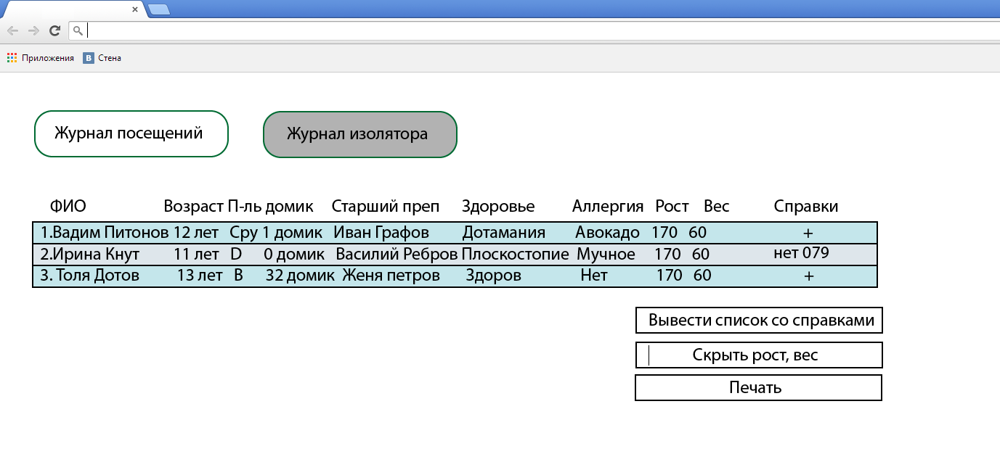 Приложения В Стена
Журнал посещений Журнал изолятора
ФИО Возраст П-ль домик Старший преп Здоровье Аллергия Рост Вес Справки
1.Вадим Питонов 12 лет Сру 1 домик Иван Графов Дотамания Авокадо 170 60 +
2.Ирина Кнут 11 лет D 0 домик Василий Ребров Плоскостопие Мучное 170 60 нет 079
3. Толя Дотов 13 лет В 32 домик Женя петров Здоров Нет 170 60 +
Вывести список со справками
Скрыть рост, вес
Печать